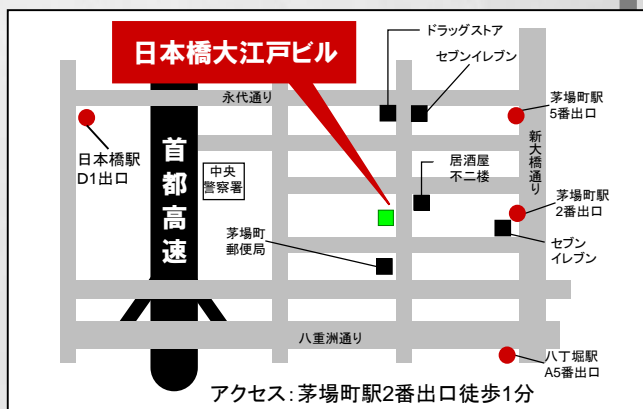 ドラッグストア
セブンイレブン
日本橋大江戸ビル
永代通り
茅場町駅
5番出口
日本橋駅
D1出口
首都高速
中央
警察署
居酒屋
不二楼
新大橋通り
茅場町駅
2番出口
茅場町
郵便局
セブン
イレブン
八重洲通り
八丁堀駅
A5番出口
アクセス：茅場町駅2番出口徒歩1分